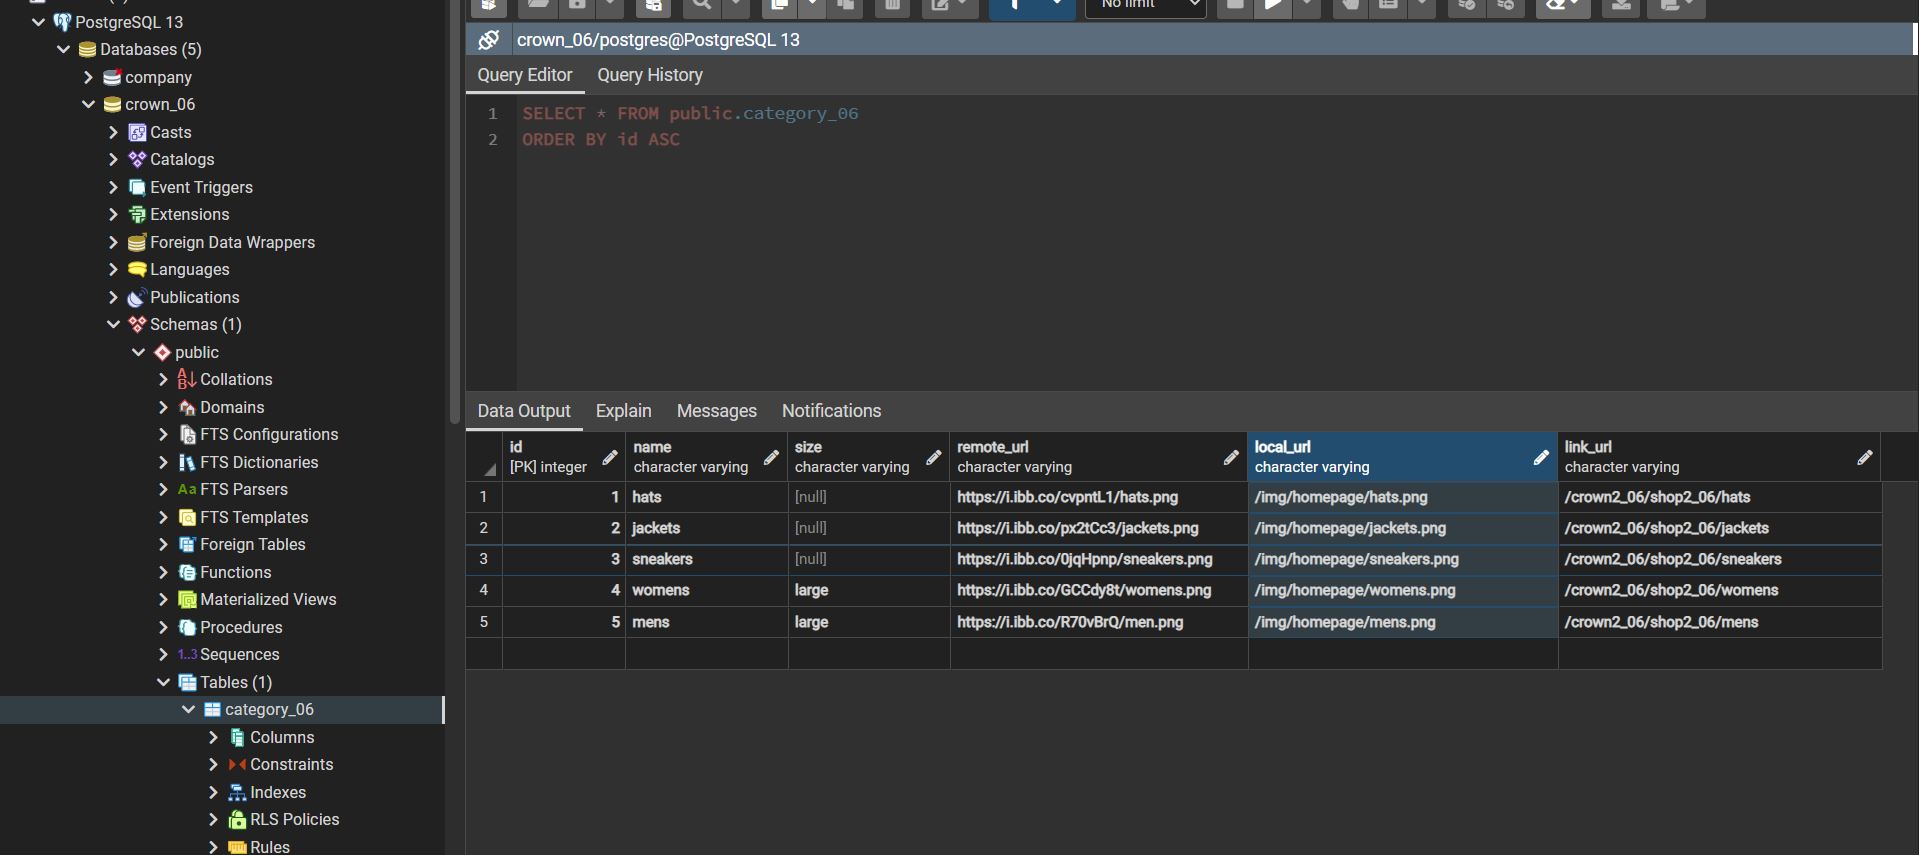 PostgreSQL 13
Databases (5)
company
crown_06
Casts
Catalogs
Event Triggers
Extensions
Foreign Data Wrappers
Languages
Publications
Schemas (1)
public
Collations
Domains
FTS Configurations
FTS Dictionaries
Aa FTS Parsers
FTS Templates
Foreign Tables
Functions
Materialized Views
Procedures
1..3 Sequences
Tables (1)
category_06
Columns
Constraints
Indexes
RLS Policies
Rules
No limit
crown_06/postgres@PostgreSQL 13
Query Editor Query History
1 SELECT * FROM public.category_06
2 ORDER BY id ASC
Data Output Explain Messages Notifications
id name size remote_url local_url link_url
[PK] integer character varying character varying character varying character varying character varying
1 1 hats [null] https://i.ibb.co/cvpntL1/hats.png /img/homepage/hats.png /crown2_06/shop2_06/hats
2 2 jackets [null] https://i.ibb.co/px2tCc3/jackets.png /img/homepage/jackets.png /crown2_06/shop2_06/jackets
3 3 sneakers [null] https://i.ibb.co/0jqHpnp/sneakers.png /img/homepage/sneakers.png /crown2_06/shop2_06/sneakers
4 4 womens large https://i.ibb.co/GCCdy8t/womens.png /img/homepage/womens.png /crown2_06/shop2_06/womens
5 5 mens large https://i.ibb.co/R70vBrQ/men.png /img/homepage/mens.png /crown2_06/shop2_06/mens